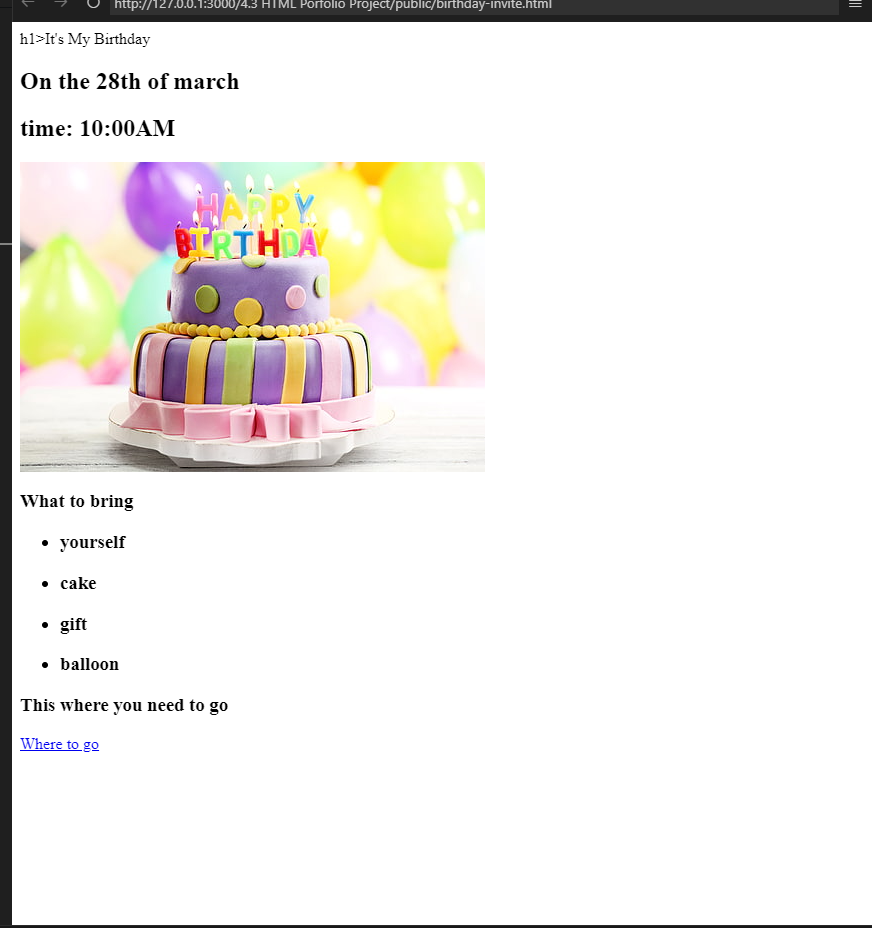 http://127.0.0.1:3000/4.3 HTML Porfolio Project/public/birthday-invite.html
h1>It's My Birthday
On the 28th of march
time: 10:00AM
HAPPY
BIRTHDAY
What to bring
yourself
cake
gift
balloon
This where you need to go
Where to go